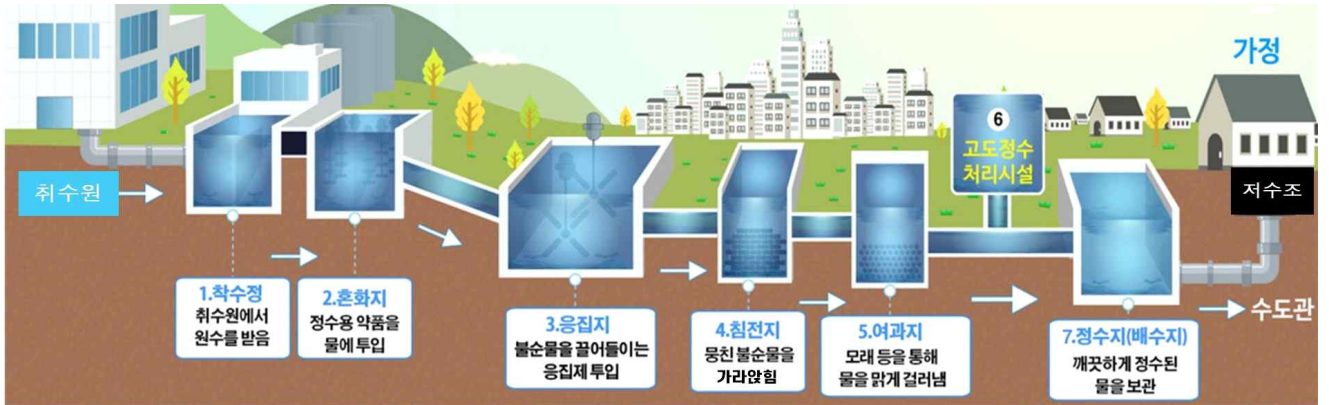 가정
6
고도정수
처리시설
취수원
저수조
1.착수정
취수원에서
원수를 받음
2.혼화지
정수용 약품을
물에 투입
3.응집지
불순물을 끌어들이는
응집제 투입
4.침전지
뭉친 불순물을
가라앉힘
5.여과지
모래 등을 통해
물을 맑게 걸러냄
7.정수지(배수지)
깨끗하게 정수된
물을 보관
수도관